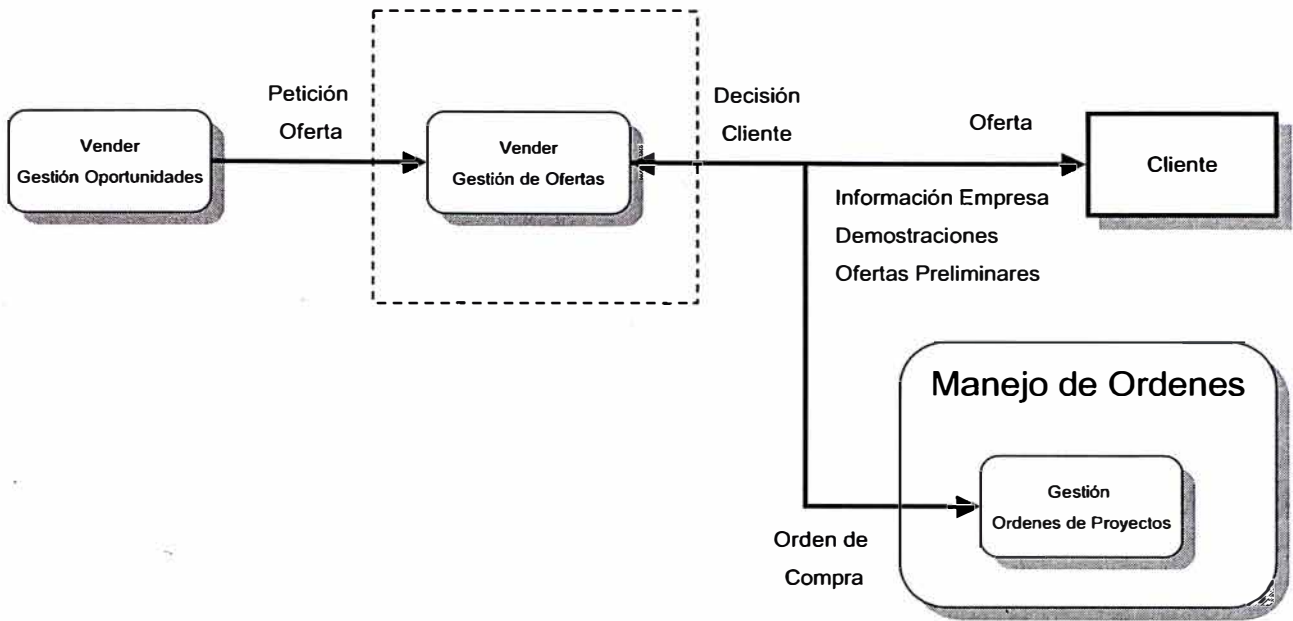 Petición
Oferta
Vender
Gestión Oportunidades
Vender
Gestión de Ofertas
Decisión
Cliente
Oferta
Cliente
Información Empresa
Demostraciones
Ofertas Preliminares
Manejo de Ordenes
Gestión
Ordenes de Proyectos
Orden de
Compra